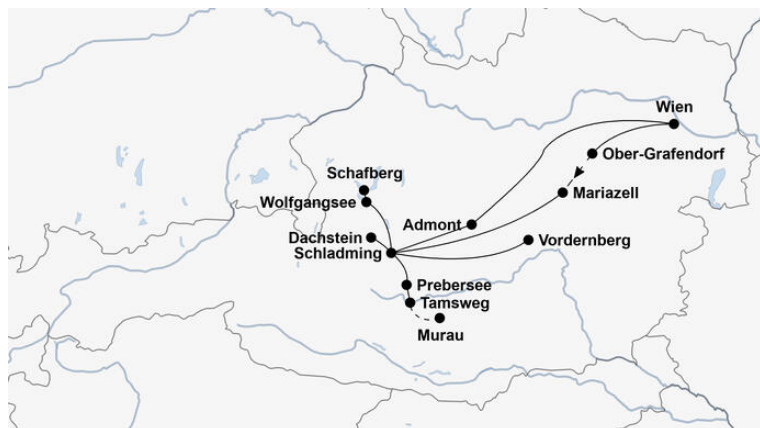 Wien
Ober-Grafendorf
Schafberg
Mariazell
Wolfgangsee
Admont
Dachstein
Vordernberg
Schladming
Prebersee
Tamsweg
Murau